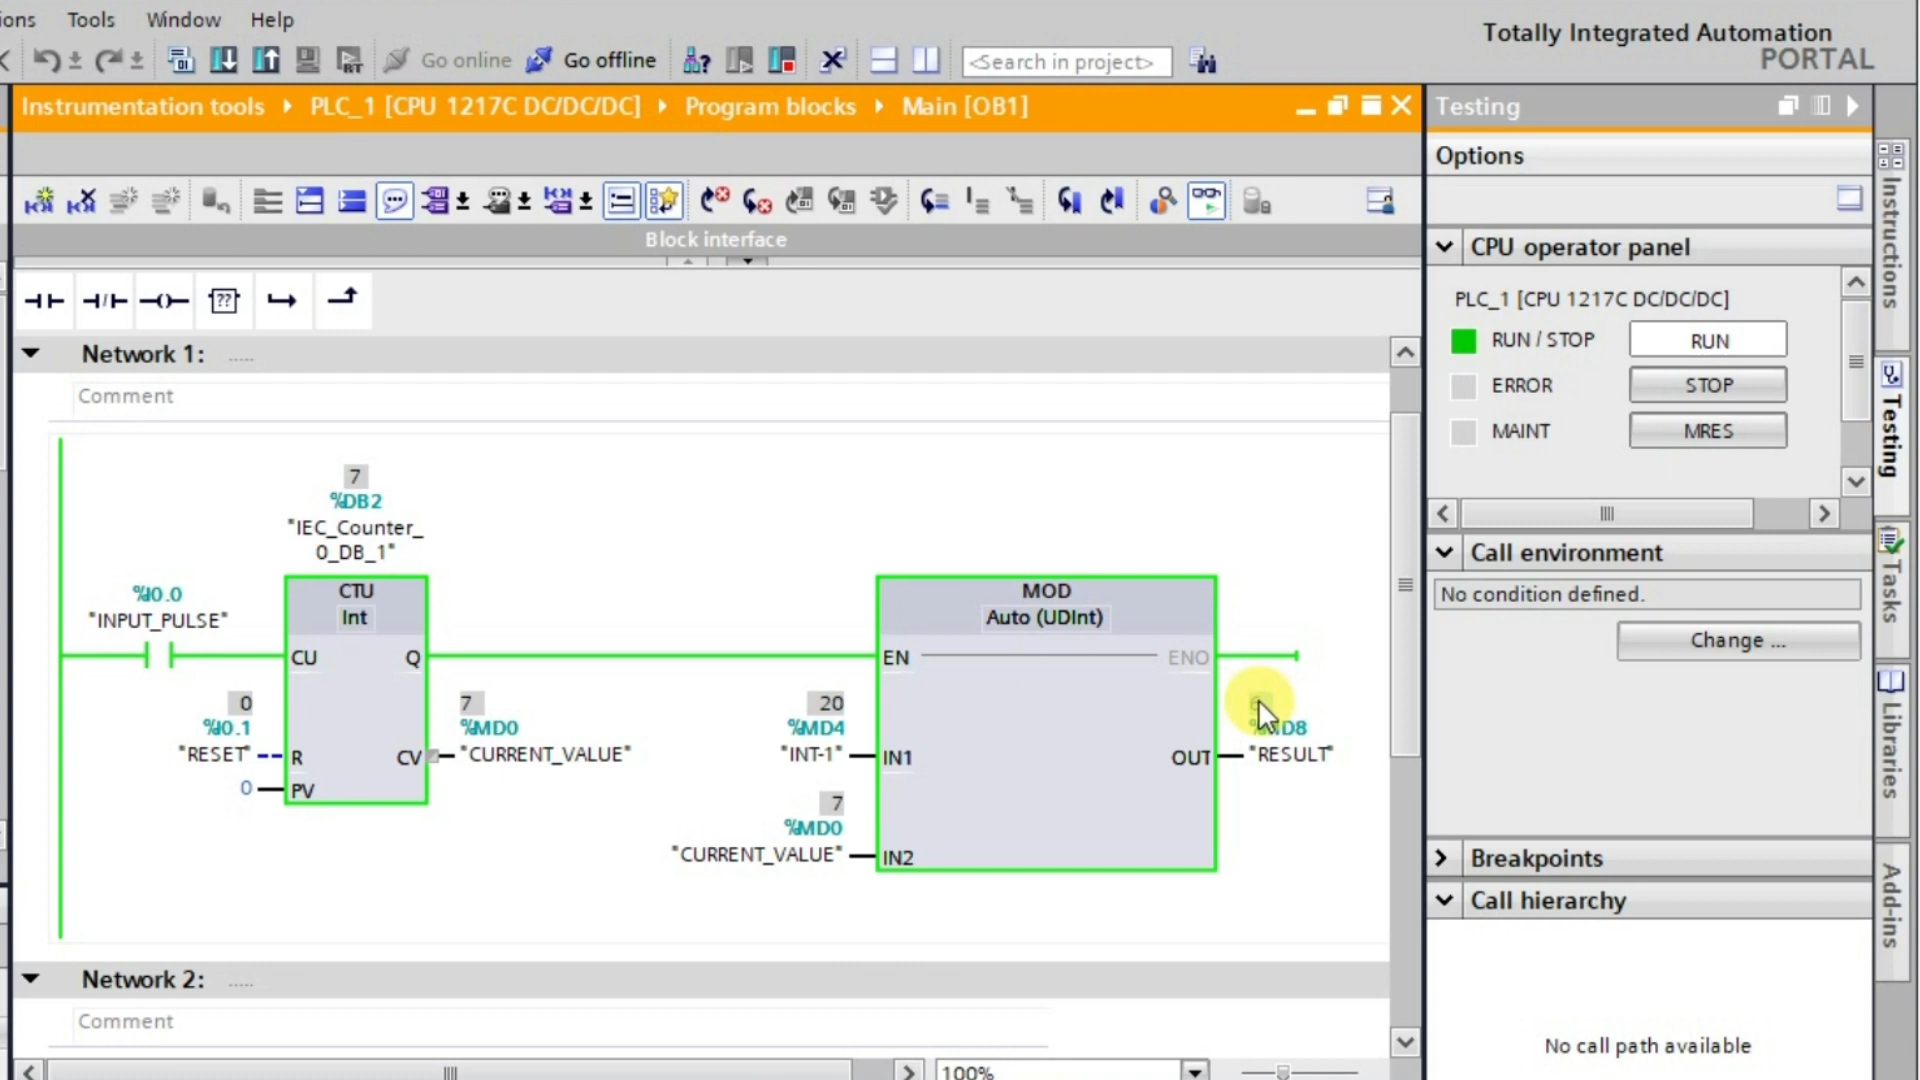 ions Tools Window Help
Totally Integrated Automation
PORTAL
Go online Go offline <Search in project>
Instrumentation tools ▸ PLC_1 [CPU 1217C DC/DC/DC] ▸ Program blocks ▸ Main [OB1]
Testing
Options
Block interface
CPU operator panel
PLC_1 [CPU 1217C DC/DC/DC]
RUN / STOP RUN
ERROR STOP
MAINT MRES
Call environment
No condition defined.
Change ...
Breakpoints
Call hierarchy
No call path available
Instructions
Testing
Tasks
Libraries
Add-ins
??
Network 1: .....
Comment
7
%DB2
"IEC_Counter_
0_DB_1"
%I0.0
"INPUT_PULSE"
CTU
Int
CU Q
0
%I0.1
"RESET" R
0 PV
7
%MD0
CV "CURRENT_VALUE"
MOD
Auto (UDInt)
EN ENO
20
%MD4
"INT-1" IN1
7
%MD0
"CURRENT_VALUE" IN2
D8
OUT "RESULT"
Network 2: .....
Comment
100%